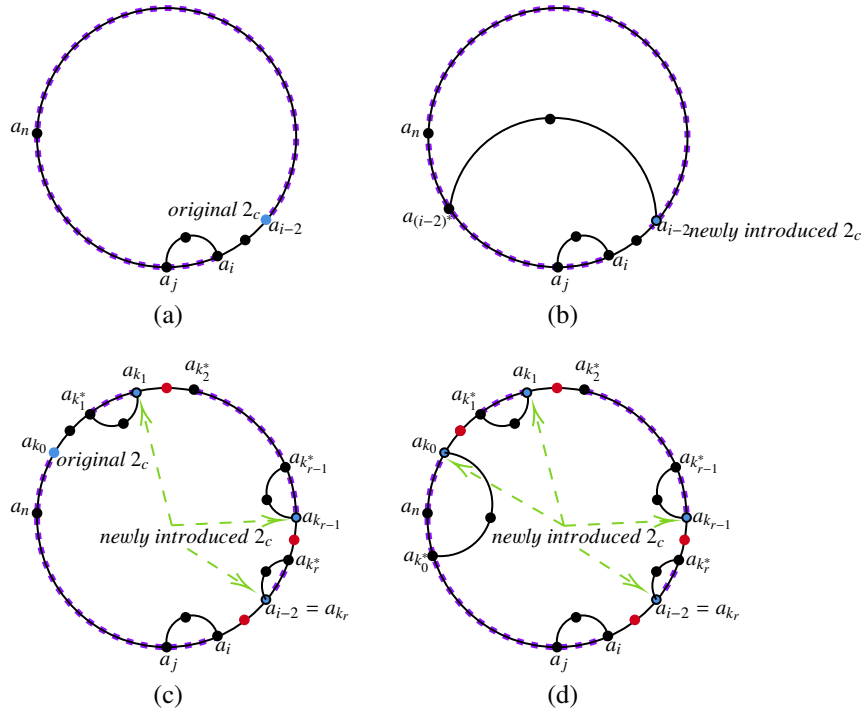 a_n
original 2_c
a_{i-2}
a_i
a_j
(a)
a_n
a_{(i-2)^*}
a_{i-2} newly introduced 2_c
a_i
a_j
(b)
a_{k_1}
a_{k_2^*}
a_{k_1^*}
a_{k_0}
original 2_c
a_{k_{r-1}^*}
a_n
a_{k_{r-1}}
newly introduced 2_c
a_{k_r^*}
a_{i-2} = a_{k_r}
a_i
a_j
(c)
a_{k_1}
a_{k_2^*}
a_{k_1^*}
a_{k_0}
a_{k_{r-1}^*}
a_n
a_{k_{r-1}}
newly introduced 2_c
a_{k_0^*}
a_{k_r^*}
a_{i-2} = a_{k_r}
a_i
a_j
(d)